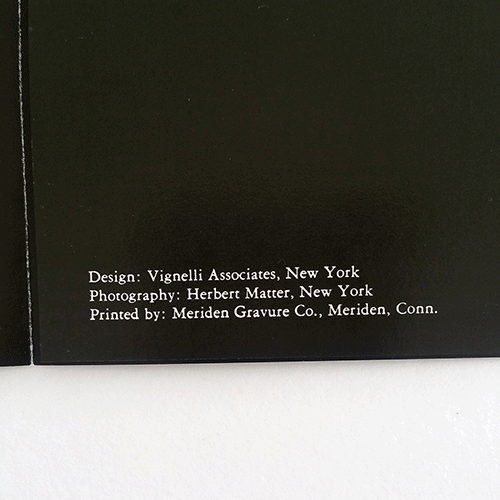 Design: Vignelli Associates, New York
Photography: Herbert Matter, New York
Printed by: Meriden Gravure Co., Meriden, Conn.